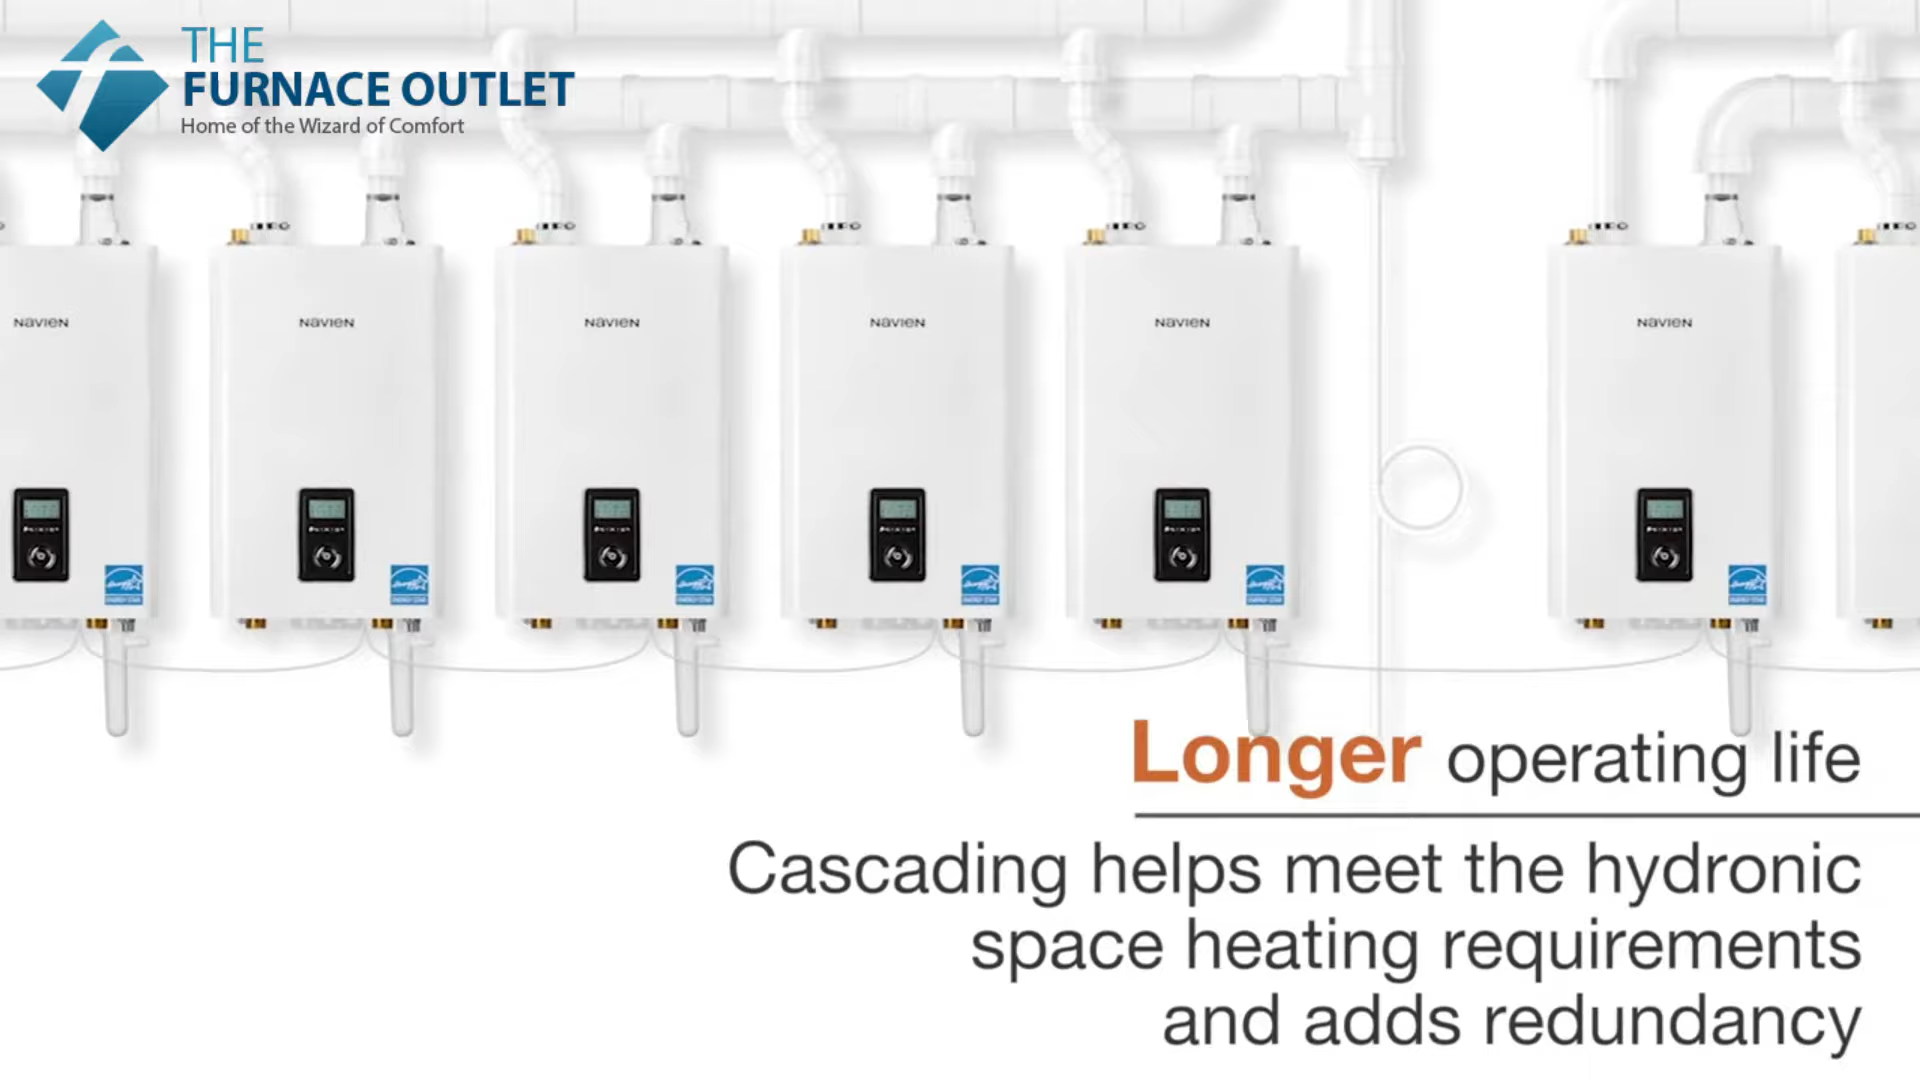 THE
FURNACE OUTLET
Home of the Wizard of Comfort
NAVIEN
NAVIEN
NAVIEN
NAVIEN
NAVIEN
NAVIEN
Longer operating life
Cascading helps meet the hydronic
space heating requirements
and adds redundancy